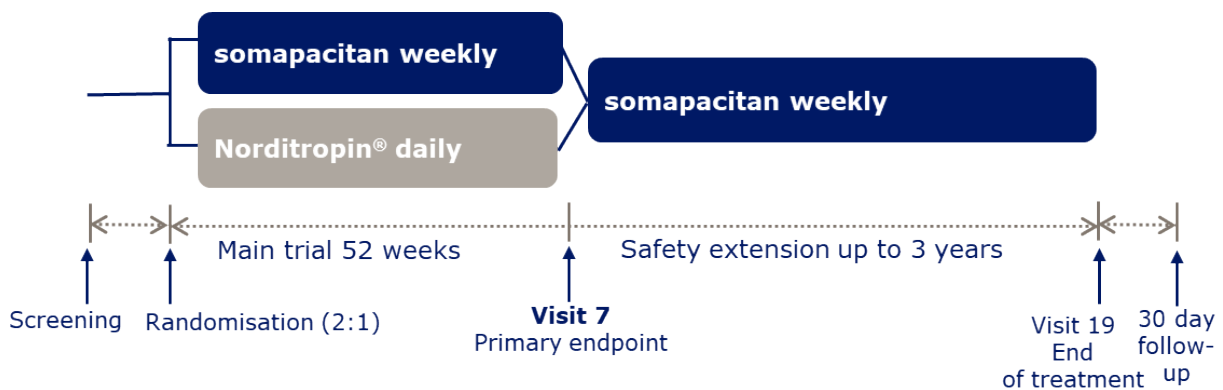 somapacitan weekly
Norditropin® daily
somapacitan weekly
Main trial 52 weeks
Safety extension up to 3 years
Screening
Randomisation (2:1)
Visit 7
Primary endpoint
Visit 19
End
of treatment
30 day
follow-
up